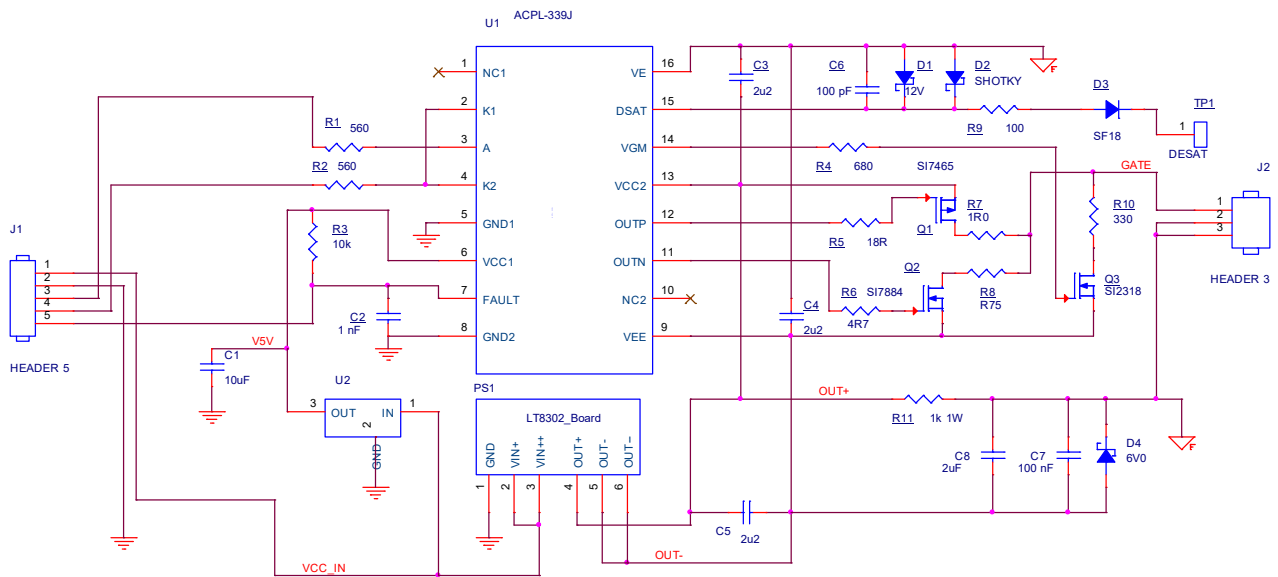 U1
ACPL-339J
1
NC1
2
K1
3
A
4
K2
5
GND1
6
VCC1
7
FAULT
8
GND2
VE
16
DSAT
15
VGM
14
VCC2
13
OUTP
12
OUTN
11
NC2
10
VEE
9
R1
560
R2
560
R3
10k
C2
1 nF
V5V
C1
10uF
J1
1
2
3
4
5
HEADER 5
U2
3
OUT
IN
1
2
GND
VCC_IN
PS1
LT8302_Board
GND
VIN+
VIN++
OUT+
OUT-
OUT--
1
2
3
4
5
6
C5
2u2
OUT-
C3
2u2
C6
100 pF
D1
12V
D2
SHOTKY
F
R9
100
D3
SF18
TP1
1
DESAT
R4
680
SI7465
R5
18R
Q1
R7
1R0
GATE
R10
330
J2
1
2
3
HEADER 3
Q2
R6
SI7884
4R7
R8
R75
Q3
SI2318
C4
2u2
OUT+
R11
1k 1W
C8
2uF
C7
100 nF
D4
6V0
F